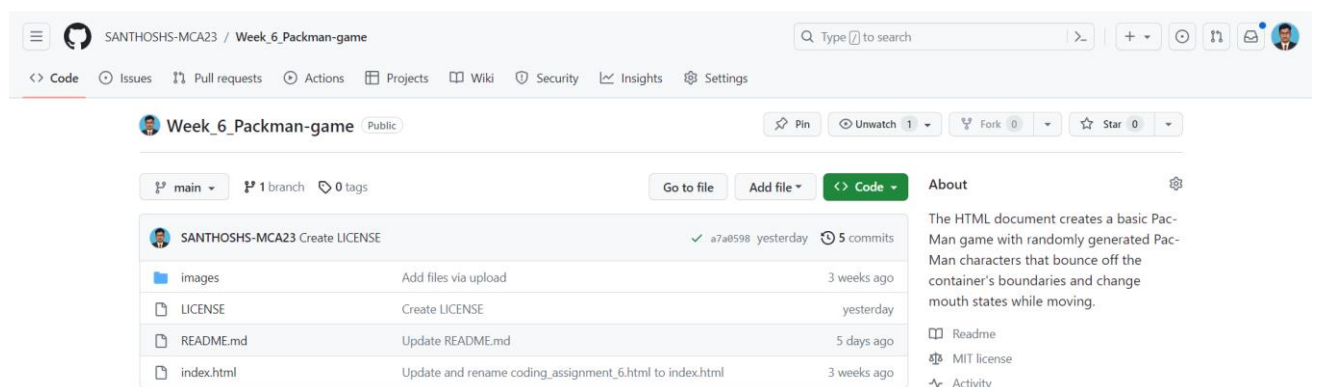 SANTHOSHS-MCA23 / Week_6_Packman-game
Type / to search
Code Issues Pull requests Actions Projects Wiki Security Insights Settings
Week_6_Packman-game Public
Pin Unwatch 1 Fork 0 Star 0
main 1 branch 0 tags Go to file Add file Code
SANTHOSHS-MCA23 Create LICENSE a7a0598 yesterday 5 commits
images Add files via upload 3 weeks ago
LICENSE Create LICENSE yesterday
README.md Update README.md 5 days ago
index.html Update and rename coding_assignment_6.html to index.html 3 weeks ago
About
The HTML document creates a basic Pac-
Man game with randomly generated Pac-
Man characters that bounce off the
container's boundaries and change
mouth states while moving.
Readme
MIT license
Activity